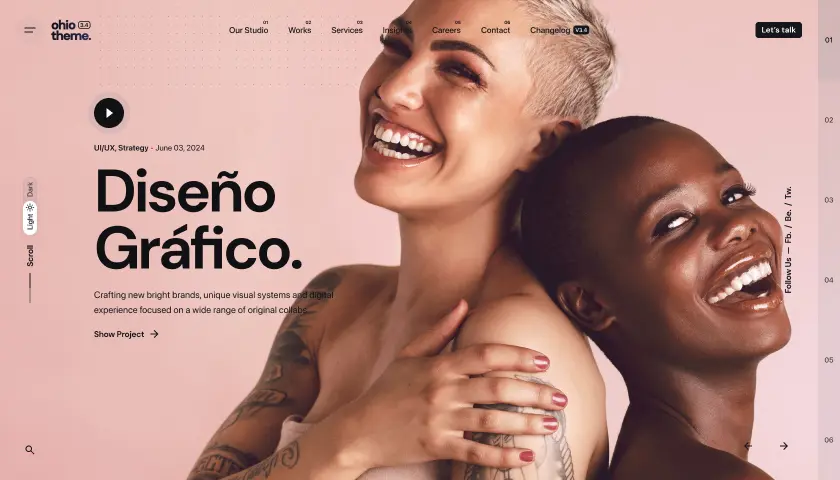 ohio 3.4
theme.
01 02 03 04 05 06
Our Studio Works Services Insights Careers Contact Changelog V3.4
Let's talk
UI/UX, Strategy - June 03, 2024
Diseño
Gráfico.
Crafting new bright brands, unique visual systems and digital
experience focused on a wide range of original collabs.
Show Project
Dark
Light
Scroll
Follow Us — Fb. / Be. / Tw.
01
02
03
04
05
06